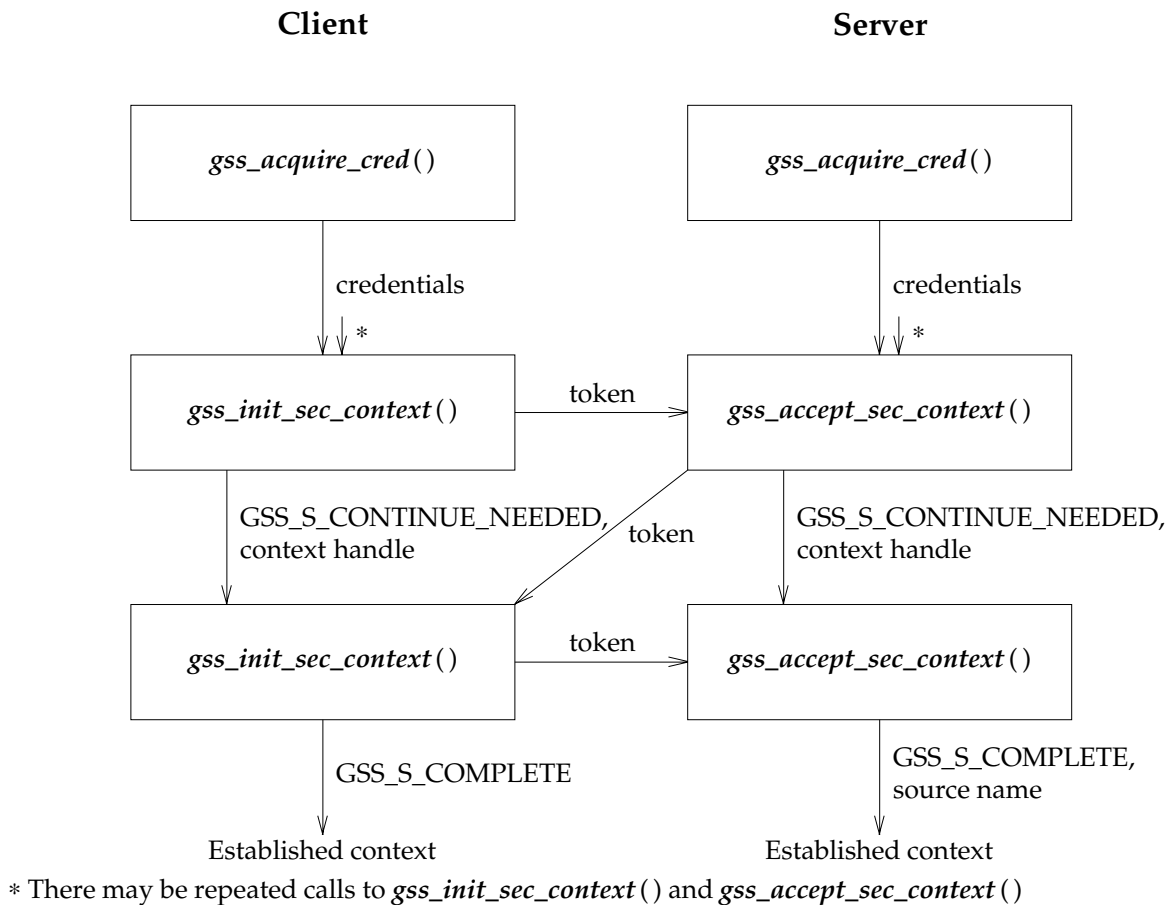 Client
Server
gss_acquire_cred ( )
gss_acquire_cred ( )
credentials
credentials
*
*
gss_init_sec_context ( )
token
gss_accept_sec_context ( )
GSS_S_CONTINUE_NEEDED,
context handle
token
GSS_S_CONTINUE_NEEDED,
context handle
gss_init_sec_context ( )
token
gss_accept_sec_context ( )
GSS_S_COMPLETE
GSS_S_COMPLETE,
source name
Established context
Established context
* There may be repeated calls to gss_init_sec_context ( ) and gss_accept_sec_context ( )